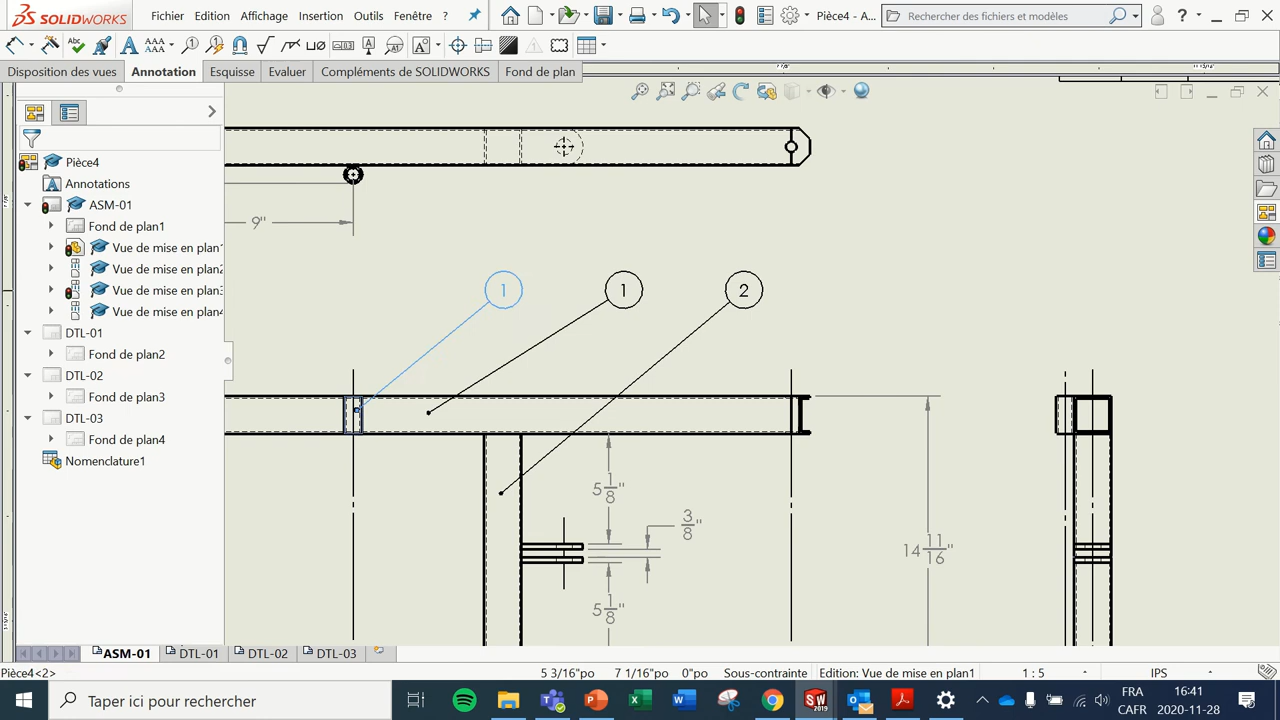 SOLIDWORKS Fichier Edition Affichage Insertion Outils Fenêtre ? Pièce4 - A... Rechercher des fichiers et modèles ?
Disposition des vues Annotation Esquisse Evaluer Compléments de SOLIDWORKS Fond de plan
Pièce4
Annotations
ASM-01
Fond de plan1
Vue de mise en plan1
Vue de mise en plan2
Vue de mise en plan3
Vue de mise en plan4
DTL-01
Fond de plan2
DTL-02
Fond de plan3
DTL-03
Fond de plan4
Nomenclature1
9"
1 1 2
5 1/8"
3/8"
14 11/16"
5 1/8"
ASM-01 DTL-01 DTL-02 DTL-03
Pièce4<2> 5 3/16"po 7 1/16"po 0"po Sous-contrainte Edition: Vue de mise en plan1 1 : 5 IPS
Taper ici pour rechercher
SW 2019
FRA 16:41
CAFR 2020-11-28